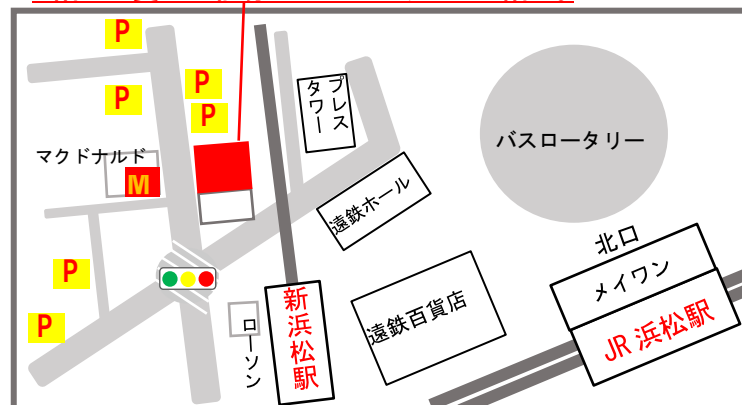 P
P
P
P
プレス
タワー
マクドナルド
M
バスロータリー
遠鉄ホール
北口
メイワン
P
新浜松駅
遠鉄百貨店
JR 浜松駅
P
ローソン